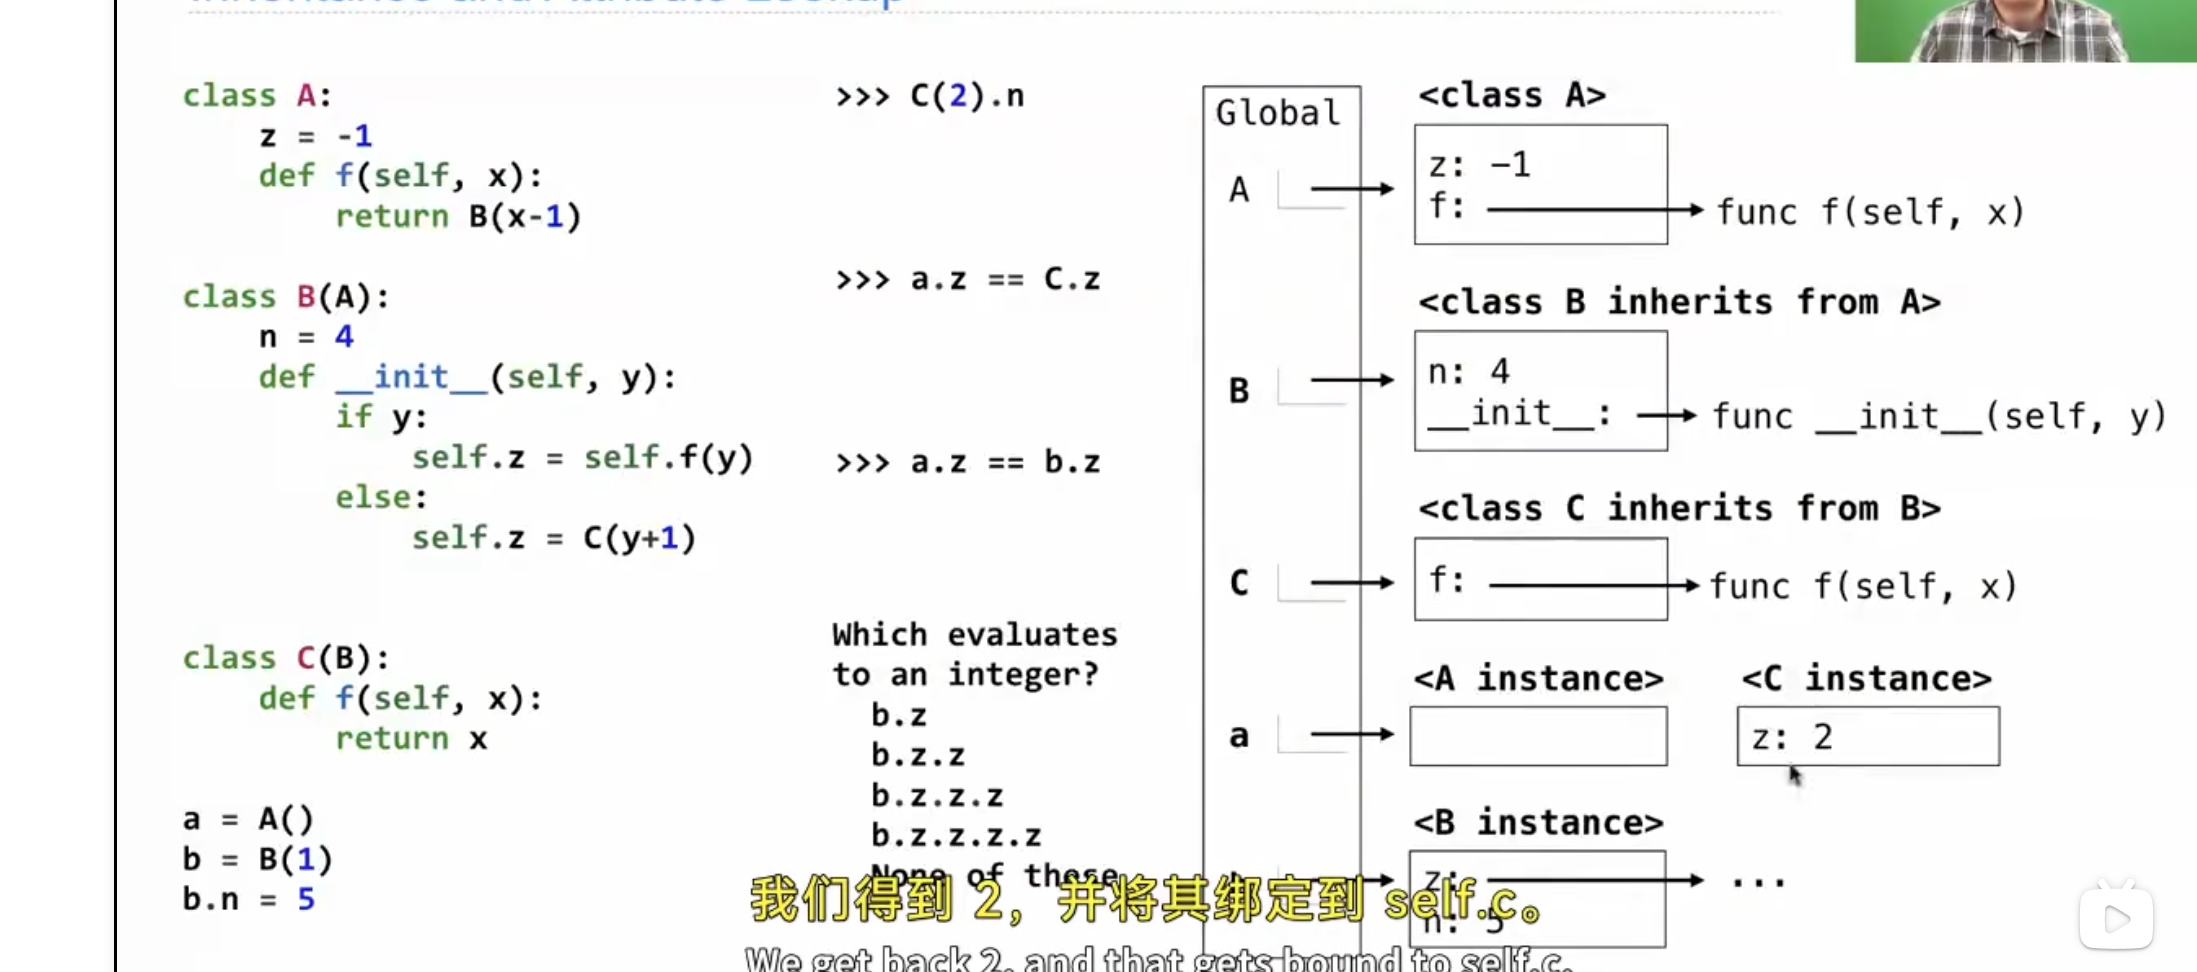 Inheritance and Attribute Lookup
class A:
z = -1
def f(self, x):
return B(x-1)
class B(A):
n = 4
def __init__(self, y):
if y:
self.z = self.f(y)
else:
self.z = C(y+1)
class C(B):
def f(self, x):
return x
a = A()
b = B(1)
b.n = 5
>>> C(2).n
>>> a.z == C.z
>>> a.z == b.z
Which evaluates
to an integer?
b.z
b.z.z
b.z.z.z
b.z.z.z.z
None of these
Global
A
B
C
a
<class A>
z: −1
f:
func f(self, x)
<class B inherits from A>
n: 4
__init__:
func __init__(self, y)
<class C inherits from B>
f:
func f(self, x)
<A instance>
<C instance>
z: 2
<B instance>
z:
...
n: 5
我们得到 2，并将其绑定到 self.c。
We get back 2, and that gets bound to self.c.